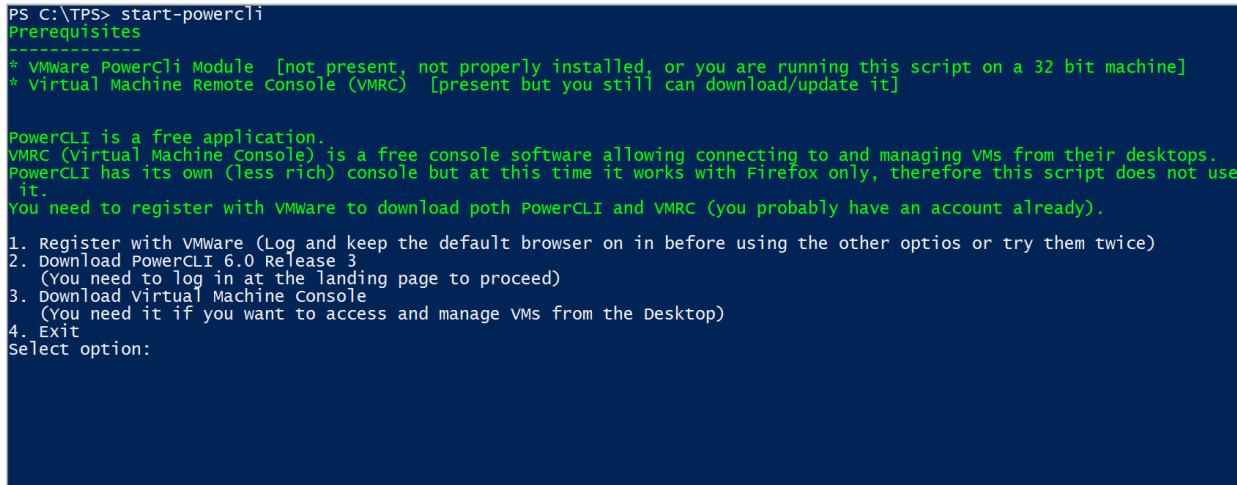 PS C:\TPS> start-powercli
Prerequisites
-------------
* VMWare PowerCli Module  [not present, not properly installed, or you are running this script on a 32 bit machine]
* Virtual Machine Remote Console (VMRC)  [present but you still can download/update it]
PowerCLI is a free application.
VMRC (Virtual Machine Console) is a free console software allowing connecting to and managing VMs from their desktops.
PowerCLI has its own (less rich) console but at this time it works with Firefox only, therefore this script does not use
 it.
You need to register with VMWare to download poth PowerCLI and VMRC (you probably have an account already).
1. Register with VMWare (Log and keep the default browser on in before using the other optios or try them twice)
2. Download PowerCLI 6.0 Release 3
   (You need to log in at the landing page to proceed)
3. Download Virtual Machine Console
   (You need it if you want to access and manage VMs from the Desktop)
4. Exit
Select option: